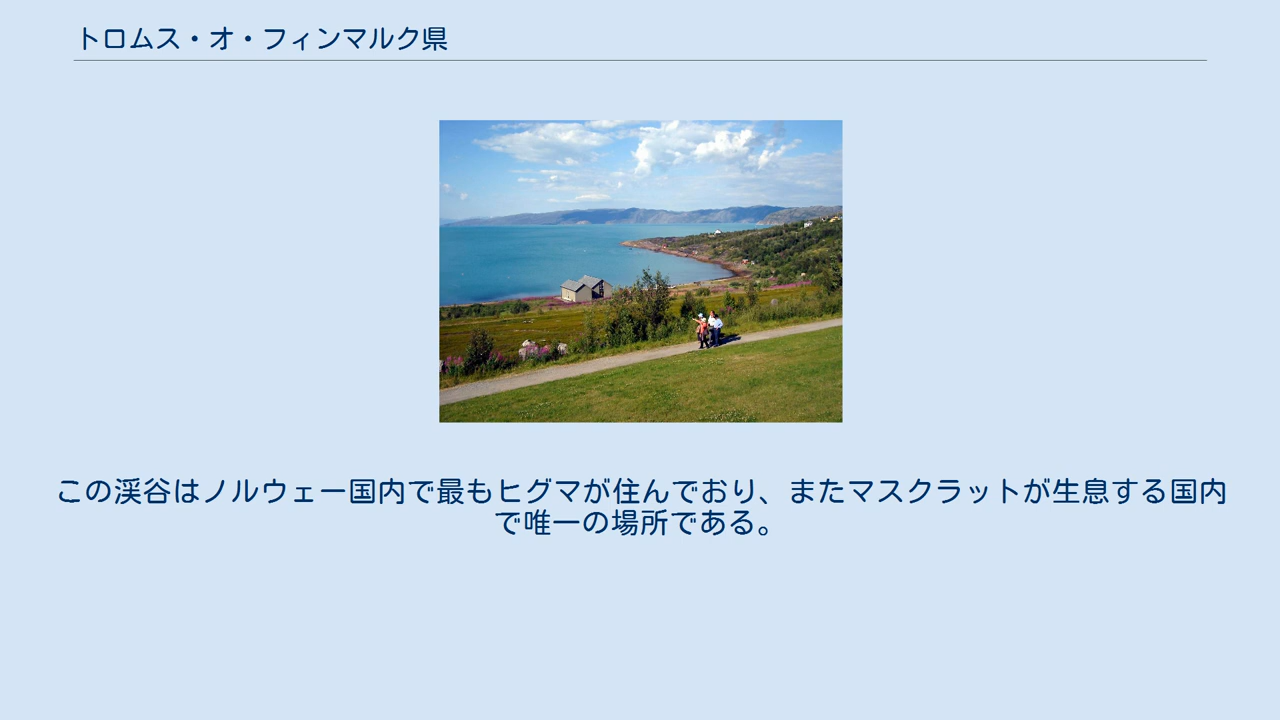 トロムス・オ・フィンマルク県
この渓谷はノルウェー国内で最もヒグマが住んでおり、またマスクラットが生息する国内
で唯一の場所である。